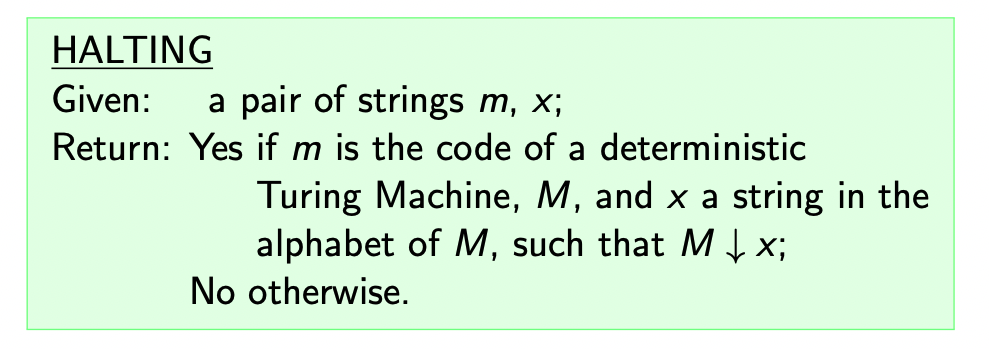 HALTING
Given: a pair of strings m, x;
Return: Yes if m is the code of a deterministic
Turing Machine, M, and x a string in the
alphabet of M, such that M ↓ x;
No otherwise.